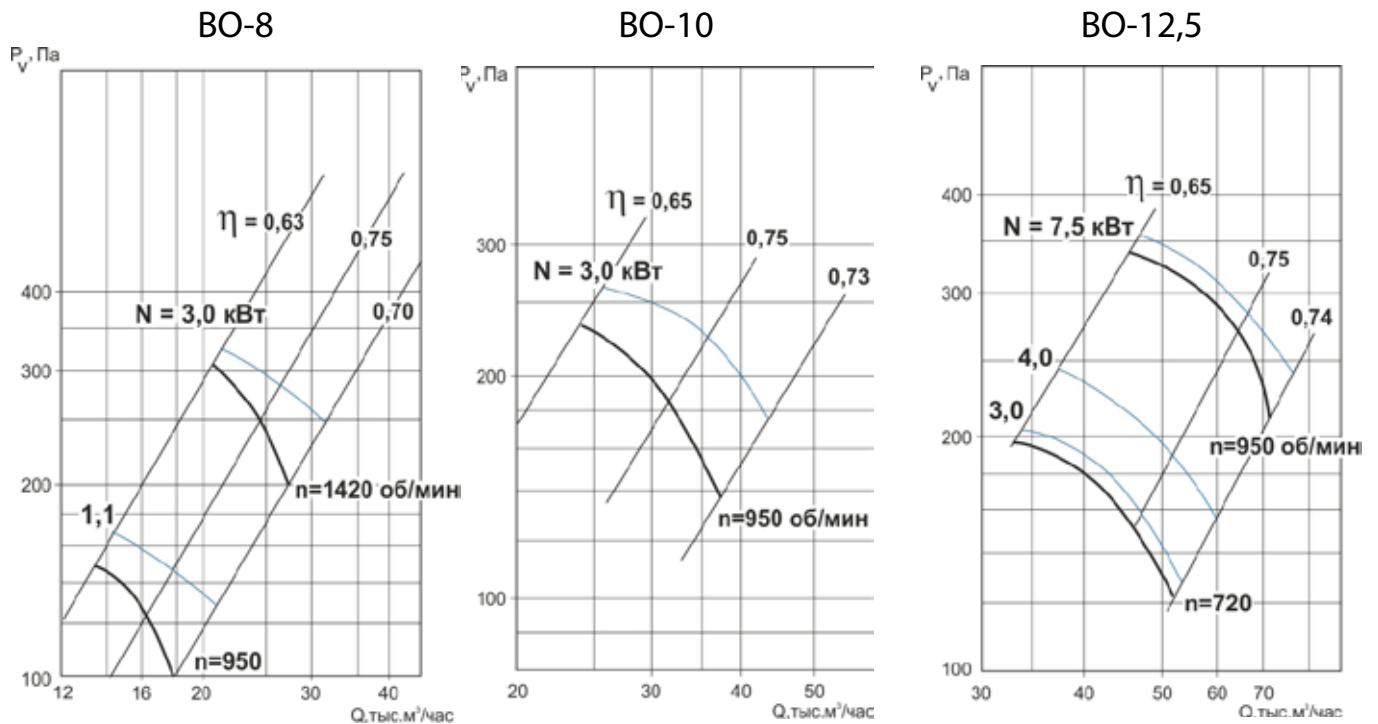 ВО-8
Pv, Па
η = 0,63
0,75
0,70
400
N = 3,0 кВт
300
200
n=1420 об/мин
1,1
n=950
100
12 16 20 30 40
Q,тыс.м³/час
ВО-10
Pv, Па
η = 0,65
0,75
0,73
300
N = 3,0 кВт
200
n=950 об/мин
100
20 30 40 50
Q,тыс.м³/час
ВО-12,5
Pv, Па
400
η = 0,65
N = 7,5 кВт
0,75
300
0,74
4,0
3,0
200
n=950 об/мин
n=720
100
30 40 50 60 70
Q,тыс.м³/час